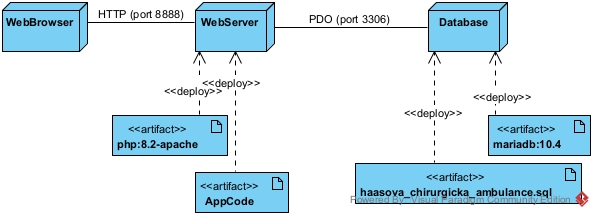 HTTP (port 8888)
PDO (port 3306)
WebBrowser
WebServer
Database
<<deploy>>
<<deploy>>
<<deploy>>
<<deploy>>
<<artifact>>
php:8.2-apache
<<artifact>>
mariadb:10.4
<<artifact>>
AppCode
<<artifact>>
haasova_chirurgicka_ambulance.sql
Powered By: Visual Paradigm Community Edition